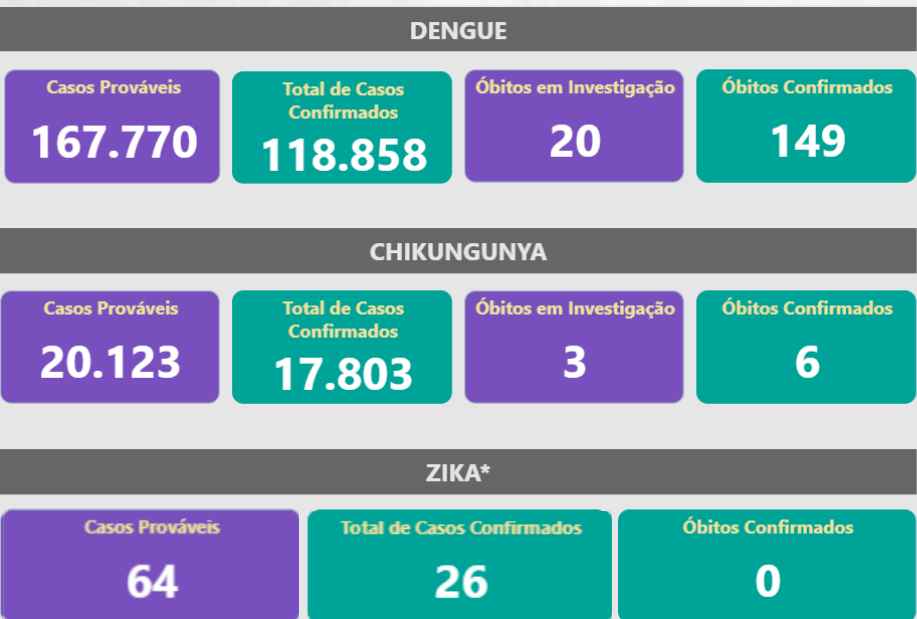 DENGUE
Casos Prováveis
167.770
Total de Casos
Confirmados
118.858
Óbitos em Investigação
20
Óbitos Confirmados
149
CHIKUNGUNYA
Casos Prováveis
20.123
Total de Casos
Confirmados
17.803
Óbitos em Investigação
3
Óbitos Confirmados
6
ZIKA*
Casos Prováveis
64
Total de Casos Confirmados
26
Óbitos Confirmados
0